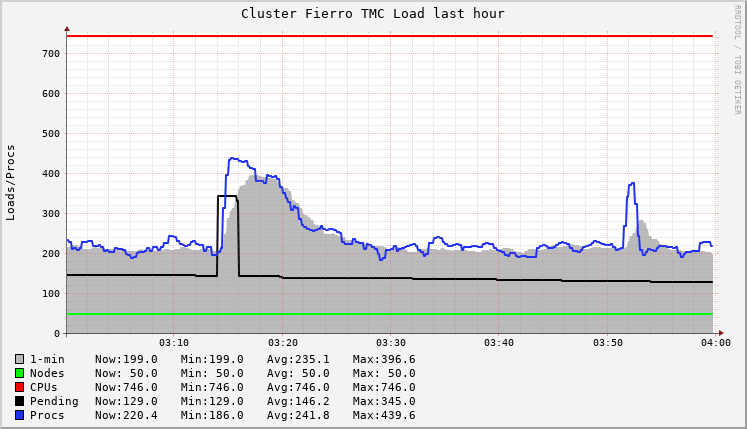 Cluster Fierro TMC Load last hour
RRDTOOL / TOBI OETIKER
Loads/Procs
700
600
500
400
300
200
100
0
03:10 03:20 03:30 03:40 03:50 04:00
1-min Now:199.0 Min:199.0 Avg:235.1 Max:396.6
Nodes Now: 50.0 Min: 50.0 Avg: 50.0 Max: 50.0
CPUs Now:746.0 Min:746.0 Avg:746.0 Max:746.0
Pending Now:129.0 Min:129.0 Avg:146.2 Max:345.0
Procs Now:220.4 Min:186.0 Avg:241.8 Max:439.6